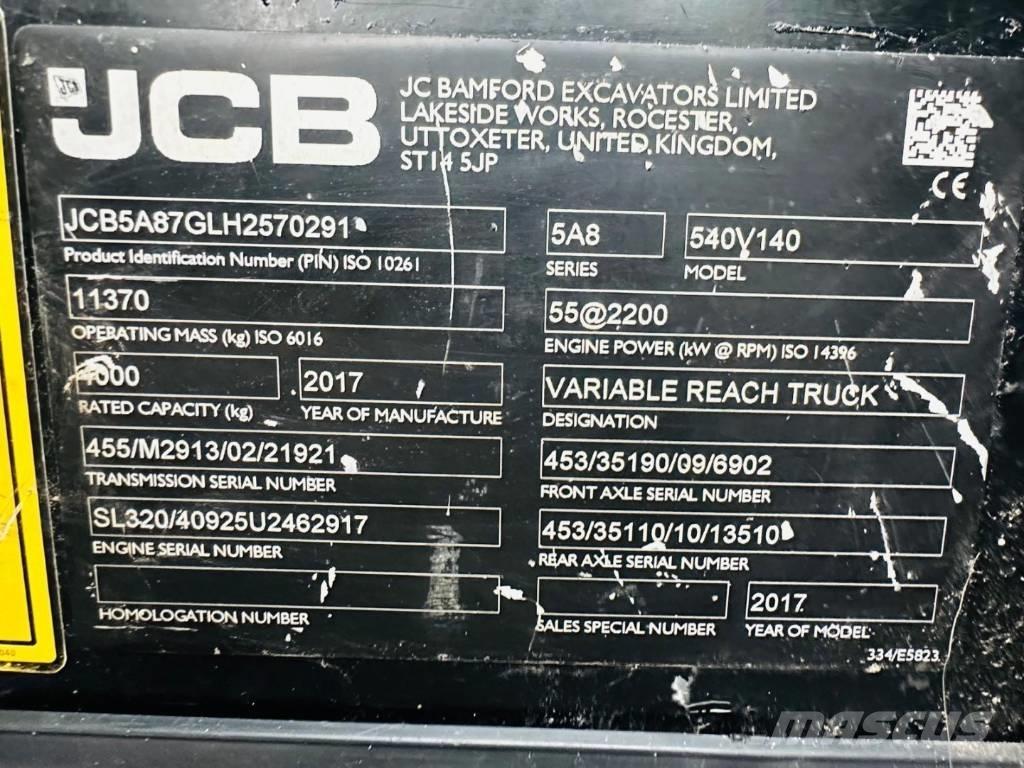 JCB
JC BAMFORD EXCAVATORS LIMITED
LAKESIDE WORKS, ROCESTER,
UTTOXETER, UNITED KINGDOM,
ST14 5JP
CE
JCB5A87GLH2570291
Product Identification Number (PIN) ISO 10261
5A8
SERIES
540V140
MODEL
11370
OPERATING MASS (kg) ISO 6016
55@2200
ENGINE POWER (kW @ RPM) ISO 14396
4000
RATED CAPACITY (kg)
2017
YEAR OF MANUFACTURE
VARIABLE REACH TRUCK
DESIGNATION
455/M2913/02/21921
TRANSMISSION SERIAL NUMBER
453/35190/09/6902
FRONT AXLE SERIAL NUMBER
SL320/40925U2462917
ENGINE SERIAL NUMBER
453/35110/10/13510
REAR AXLE SERIAL NUMBER
HOMOLOGATION NUMBER
SALES SPECIAL NUMBER
2017
YEAR OF MODEL
334/E5823
MASCUS